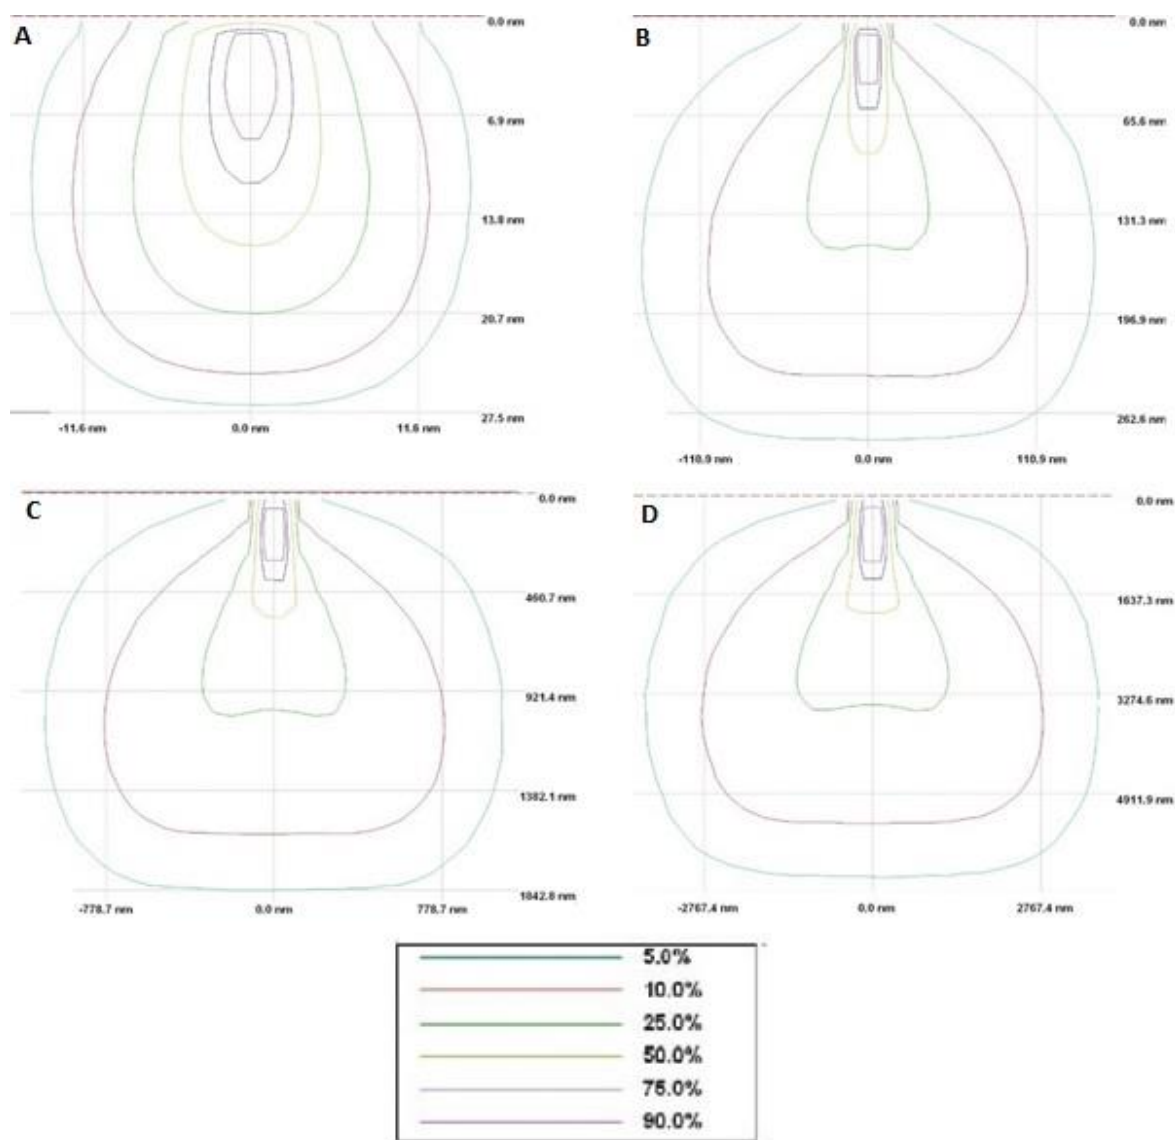 A
0.0 nm
6.9 nm
13.8 nm
20.7 nm
27.5 nm
-11.6 nm
0.0 nm
11.6 nm
B
0.0 nm
65.6 nm
131.3 nm
196.9 nm
262.6 nm
-110.9 nm
0.0 nm
110.9 nm
C
0.0 nm
460.7 nm
921.4 nm
1382.1 nm
1842.8 nm
-778.7 nm
0.0 nm
778.7 nm
D
0.0 nm
1637.3 nm
3274.6 nm
4911.9 nm
-2767.4 nm
0.0 nm
2767.4 nm
5.0%
10.0%
25.0%
50.0%
75.0%
90.0%